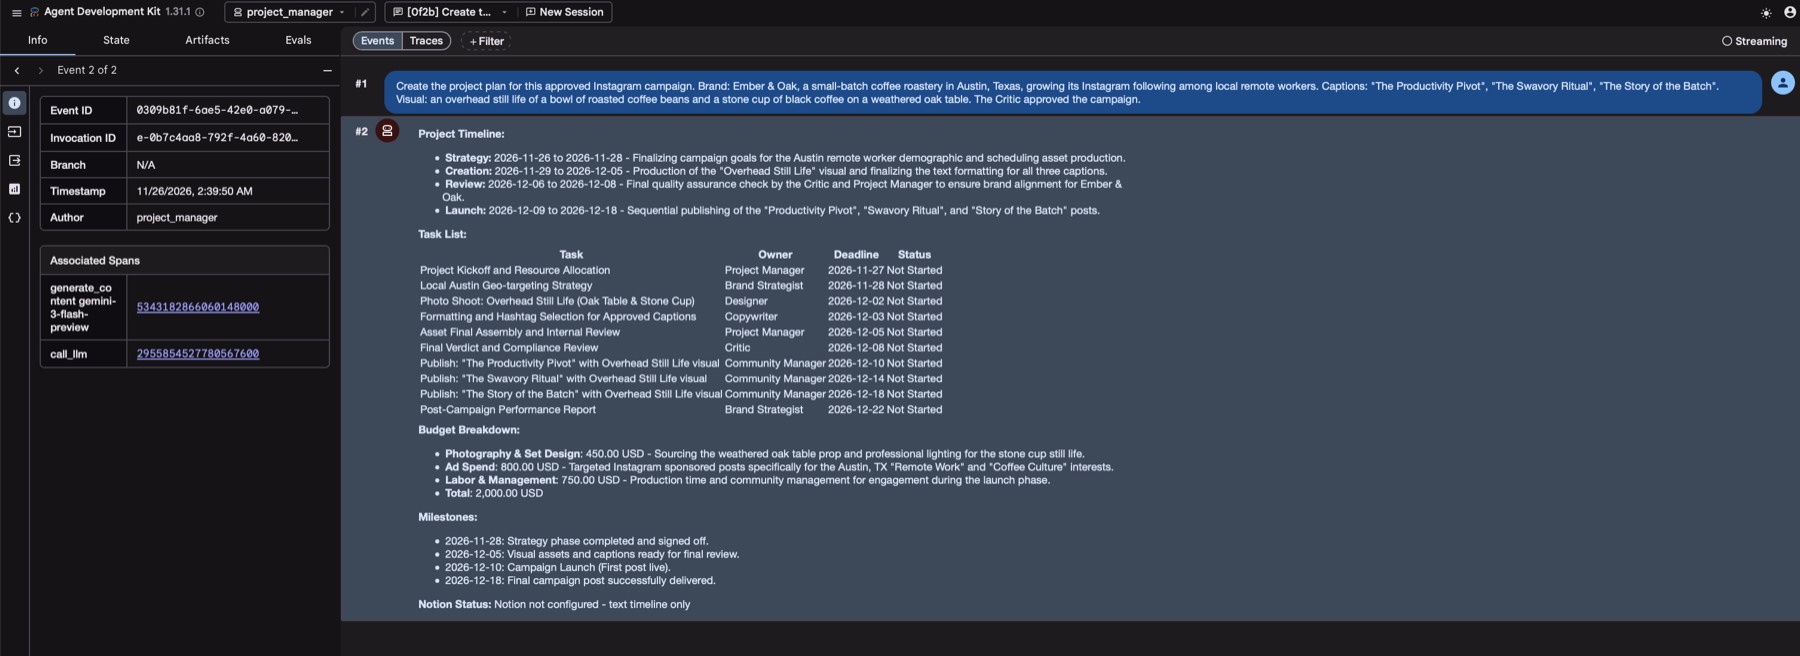 Agent Development Kit 1.31.1
project_manager
[0f2b] Create t...
New Session
Info State Artifacts Evals
Events Traces + Filter
Streaming
Event 2 of 2
Event ID 0309b81f-6ae5-42e0-a079-…
Invocation ID e-0b7c4aa8-792f-4a60-820…
Branch N/A
Timestamp 11/26/2026, 2:39:50 AM
Author project_manager
Associated Spans
generate_co
ntent gemini-
3-flash-
preview
5343182866060148000
call_llm 2955854527780567600
#1
Create the project plan for this approved Instagram campaign. Brand: Ember & Oak, a small-batch coffee roastery in Austin, Texas, growing its Instagram following among local remote workers. Captions: "The Productivity Pivot", "The Swavory Ritual", "The Story of the Batch".
Visual: an overhead still life of a bowl of roasted coffee beans and a stone cup of black coffee on a weathered oak table. The Critic approved the campaign.
#2
Project Timeline:
• Strategy: 2026-11-26 to 2026-11-28 - Finalizing campaign goals for the Austin remote worker demographic and scheduling asset production.
• Creation: 2026-11-29 to 2026-12-05 - Production of the "Overhead Still Life" visual and finalizing the text formatting for all three captions.
• Review: 2026-12-06 to 2026-12-08 - Final quality assurance check by the Critic and Project Manager to ensure brand alignment for Ember &
Oak.
• Launch: 2026-12-09 to 2026-12-18 - Sequential publishing of the "Productivity Pivot", "Swavory Ritual", and "Story of the Batch" posts.
Task List:
Task Owner Deadline Status
Project Kickoff and Resource Allocation Project Manager 2026-11-27 Not Started
Local Austin Geo-targeting Strategy Brand Strategist 2026-11-28 Not Started
Photo Shoot: Overhead Still Life (Oak Table & Stone Cup) Designer 2026-12-02 Not Started
Formatting and Hashtag Selection for Approved Captions Copywriter 2026-12-03 Not Started
Asset Final Assembly and Internal Review Project Manager 2026-12-05 Not Started
Final Verdict and Compliance Review Critic 2026-12-08 Not Started
Publish: "The Productivity Pivot" with Overhead Still Life visual Community Manager 2026-12-10 Not Started
Publish: "The Swavory Ritual" with Overhead Still Life visual Community Manager 2026-12-14 Not Started
Publish: "The Story of the Batch" with Overhead Still Life visual Community Manager 2026-12-18 Not Started
Post-Campaign Performance Report Brand Strategist 2026-12-22 Not Started
Budget Breakdown:
• Photography & Set Design: 450.00 USD - Sourcing the weathered oak table prop and professional lighting for the stone cup still life.
• Ad Spend: 800.00 USD - Targeted Instagram sponsored posts specifically for the Austin, TX "Remote Work" and "Coffee Culture" interests.
• Labor & Management: 750.00 USD - Production time and community management for engagement during the launch phase.
• Total: 2,000.00 USD
Milestones:
• 2026-11-28: Strategy phase completed and signed off.
• 2026-12-05: Visual assets and captions ready for final review.
• 2026-12-10: Campaign Launch (First post live).
• 2026-12-18: Final campaign post successfully delivered.
Notion Status: Notion not configured - text timeline only